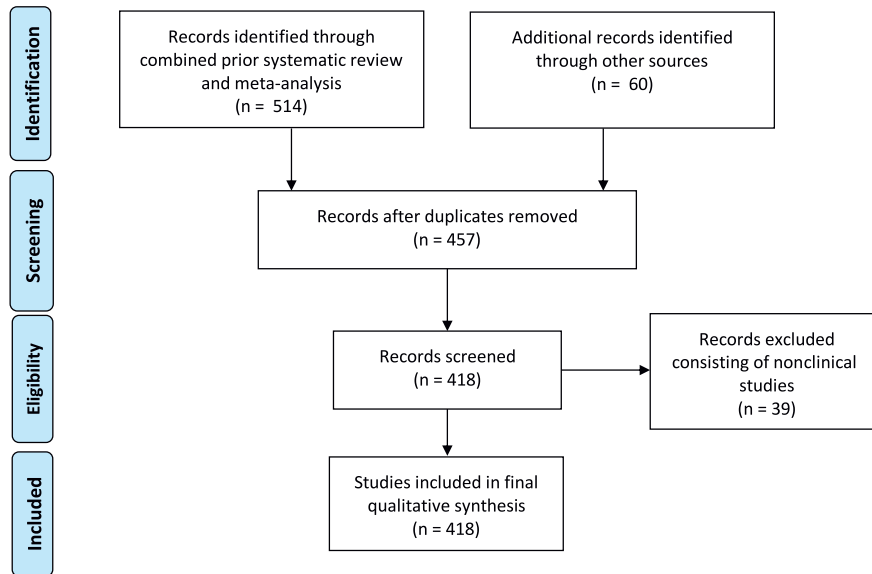 Identification
Records identified through
combined prior systematic review
and meta-analysis
(n = 514)
Additional records identified
through other sources
(n = 60)
Screening
Records after duplicates removed
(n = 457)
Eligibility
Records screened
(n = 418)
Records excluded
consisting of nonclinical
studies
(n = 39)
Included
Studies included in final
qualitative synthesis
(n = 418)